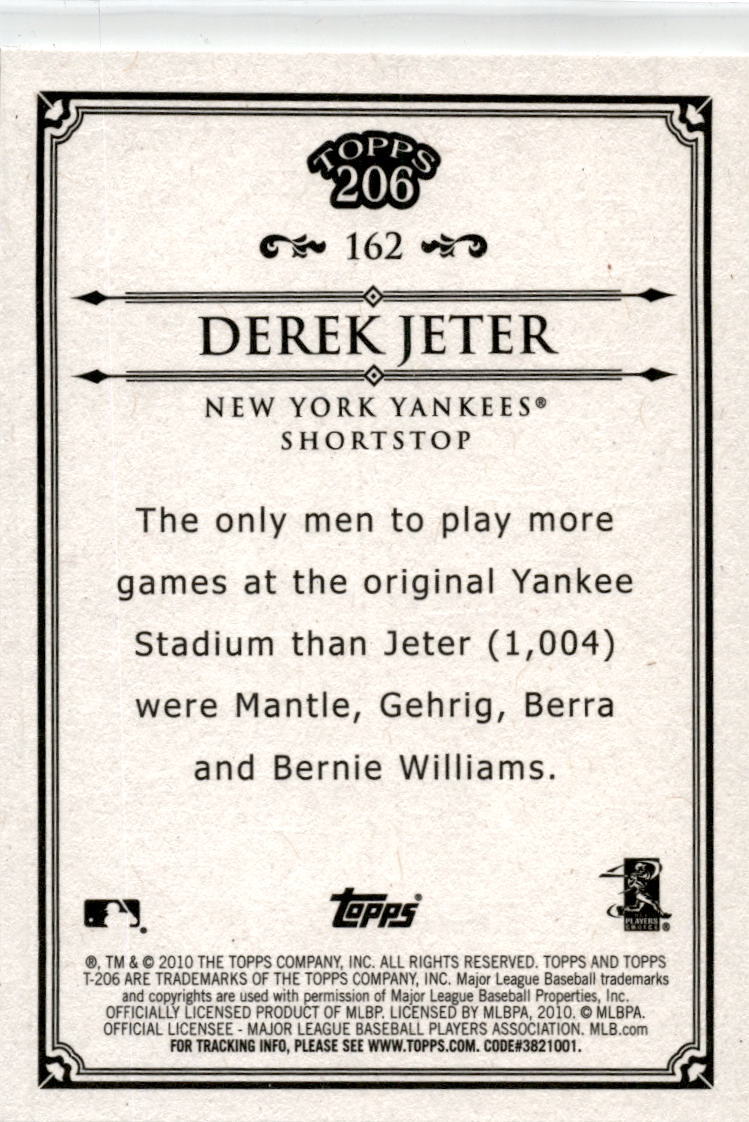 TOPPS
206
162
DEREK JETER
NEW YORK YANKEES®
SHORTSTOP
The only men to play more
games at the original Yankee
Stadium than Jeter (1,004)
were Mantle, Gehrig, Berra
and Bernie Williams.
Topps®
PLAYERS
CHOICE®
®, TM & © 2010 THE TOPPS COMPANY, INC. ALL RIGHTS RESERVED. TOPPS AND TOPPS
T-206 ARE TRADEMARKS OF THE TOPPS COMPANY, INC. Major League Baseball trademarks
and copyrights are used with permission of Major League Baseball Properties, Inc.
OFFICIALLY LICENSED PRODUCT OF MLBP. LICENSED BY MLBPA, 2010. © MLBPA.
OFFICIAL LICENSEE - MAJOR LEAGUE BASEBALL PLAYERS ASSOCIATION. MLB.com
FOR TRACKING INFO, PLEASE SEE WWW.TOPPS.COM. CODE#3821001.